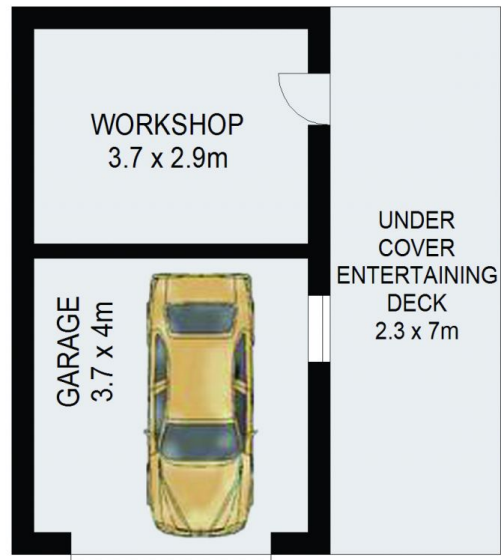 WORKSHOP
3.7 x 2.9m
GARAGE
3.7 x 4m
UNDER
COVER
ENTERTAINING
DECK
2.3 x 7m